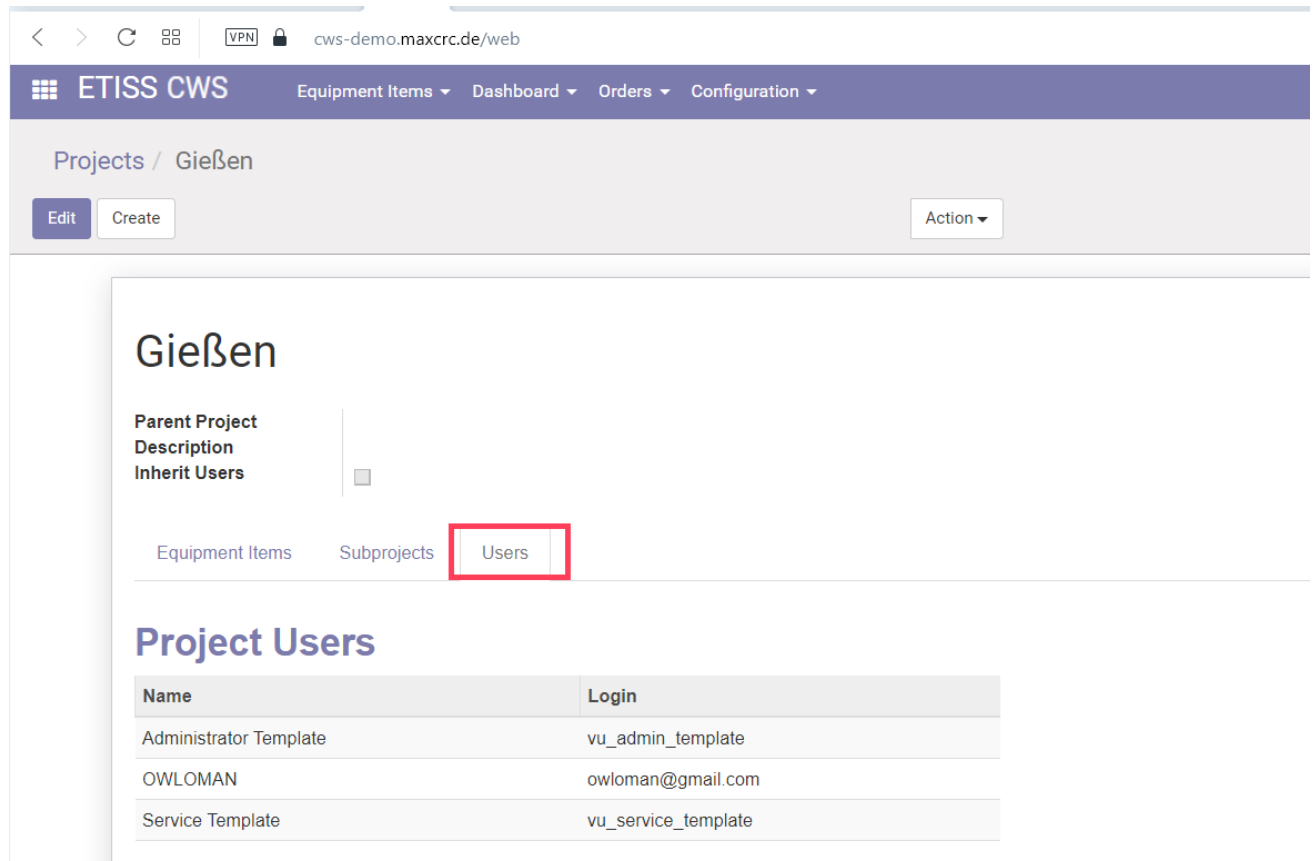 VPN cws-demo.maxcrc.de/web
ETISS CWS Equipment Items Dashboard Orders Configuration
Projects / Gießen
Edit Create Action
Gießen
Parent Project
Description
Inherit Users
Equipment Items Subprojects Users
Project Users
Name Login
Administrator Template vu_admin_template
OWLOMAN owloman@gmail.com
Service Template vu_service_template